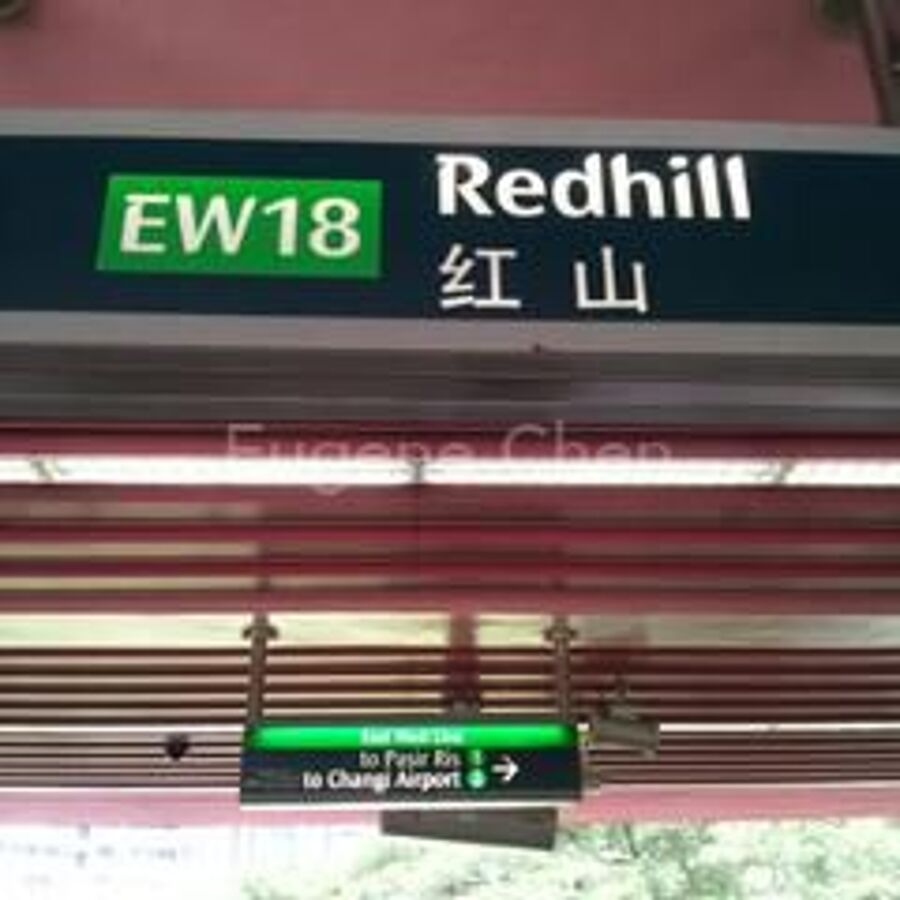 EW18
Redhill
红山
Eugene Chen
East West Line
to Pasir Ris
to Changi Airport